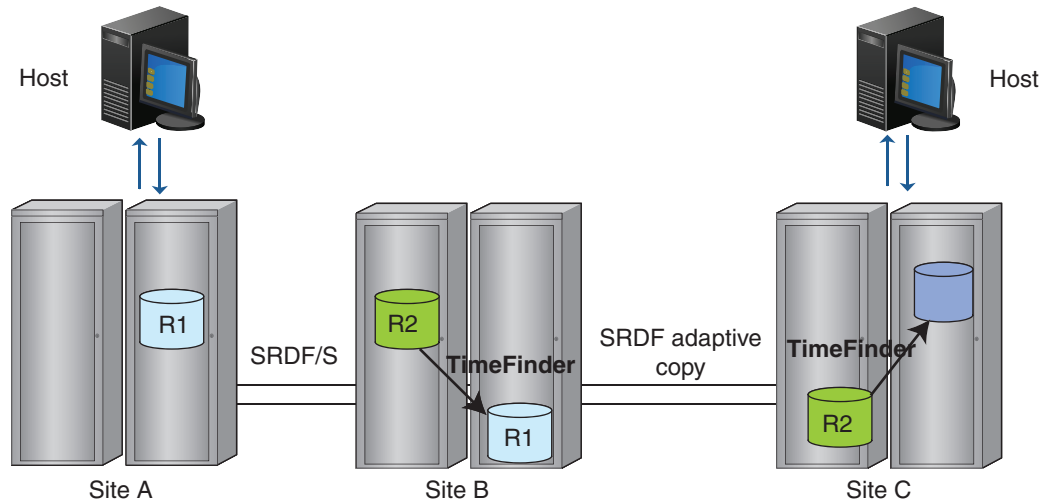 Host
Host
R1
R2
SRDF/S
TimeFinder
R1
SRDF adaptive
copy
TimeFinder
R2
Site A
Site B
Site C